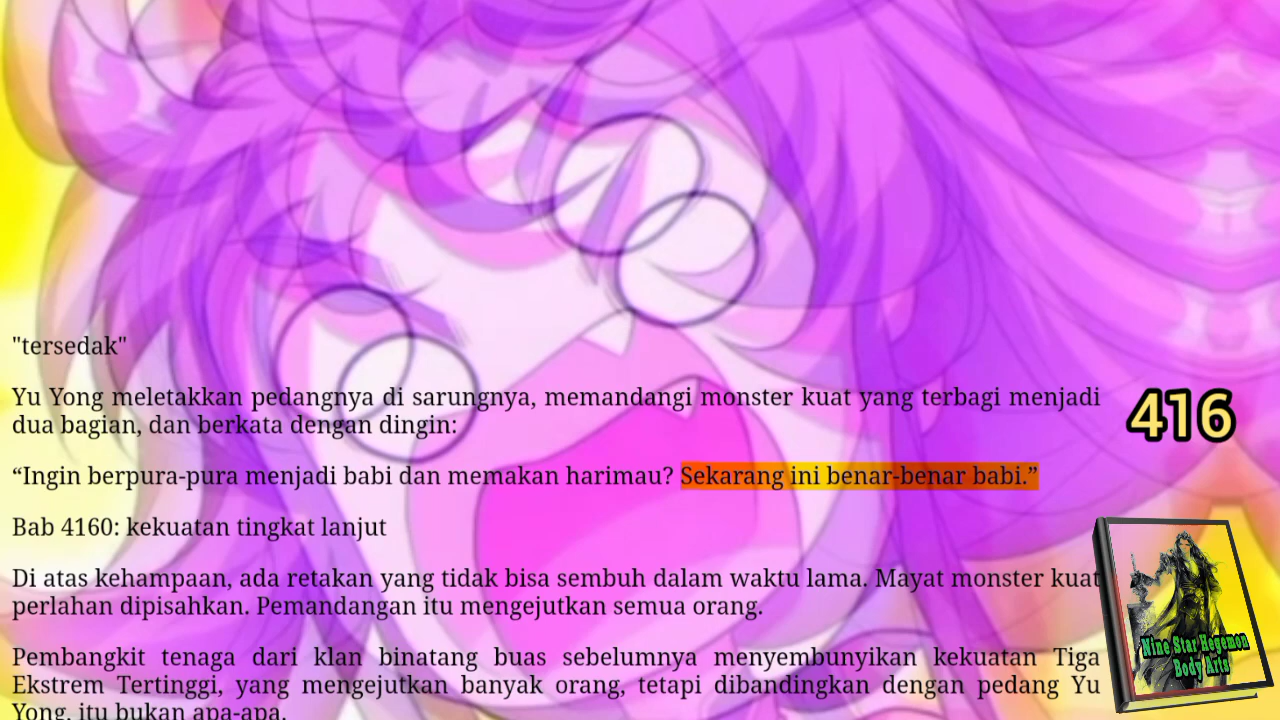 "tersedak"
Yu Yong meletakkan pedangnya di sarungnya, memandangi monster kuat yang terbagi menjadi
dua bagian, dan berkata dengan dingin:
“Ingin berpura-pura menjadi babi dan memakan harimau? Sekarang ini benar-benar babi.”
Bab 4160: kekuatan tingkat lanjut
Di atas kehampaan, ada retakan yang tidak bisa sembuh dalam waktu lama. Mayat monster kuat
perlahan dipisahkan. Pemandangan itu mengejutkan semua orang.
Pembangkit tenaga dari klan binatang buas sebelumnya menyembunyikan kekuatan Tiga
Ekstrem Tertinggi, yang mengejutkan banyak orang, tetapi dibandingkan dengan pedang Yu
Yong, itu bukan apa-apa.
416
Nine Star Hegemon
Body Arts